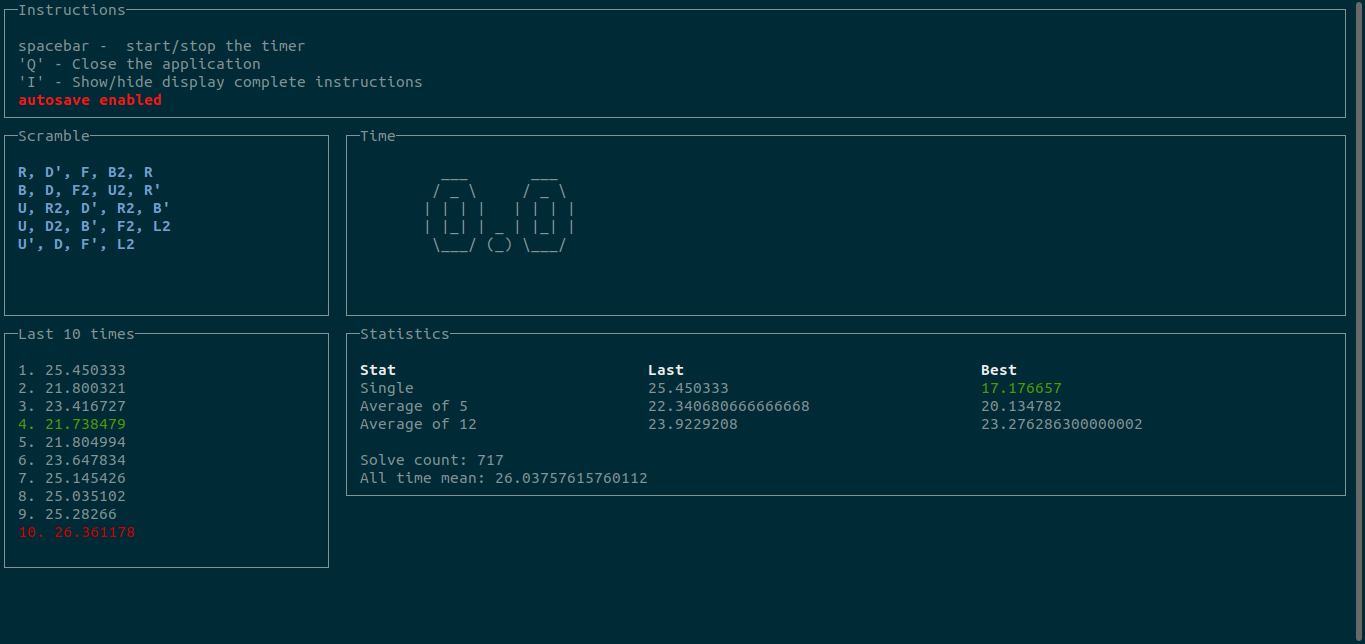 Instructions
spacebar -  start/stop the timer
'Q' - Close the application
'I' - Show/hide display complete instructions
autosave enabled
Scramble
R, D', F, B2, R
B, D, F2, U2, R'
U, R2, D', R2, B'
U, D2, B', F2, L2
U', D, F', L2
Time
0.0
Last 10 times
1. 25.450333
2. 21.800321
3. 23.416727
4. 21.738479
5. 21.804994
6. 23.647834
7. 25.145426
8. 25.035102
9. 25.28266
10. 26.361178
Statistics
Stat Last Best
Single 25.450333 17.176657
Average of 5 22.340680666666668 20.134782
Average of 12 23.9229208 23.276286300000002
Solve count: 717
All time mean: 26.03757615760112